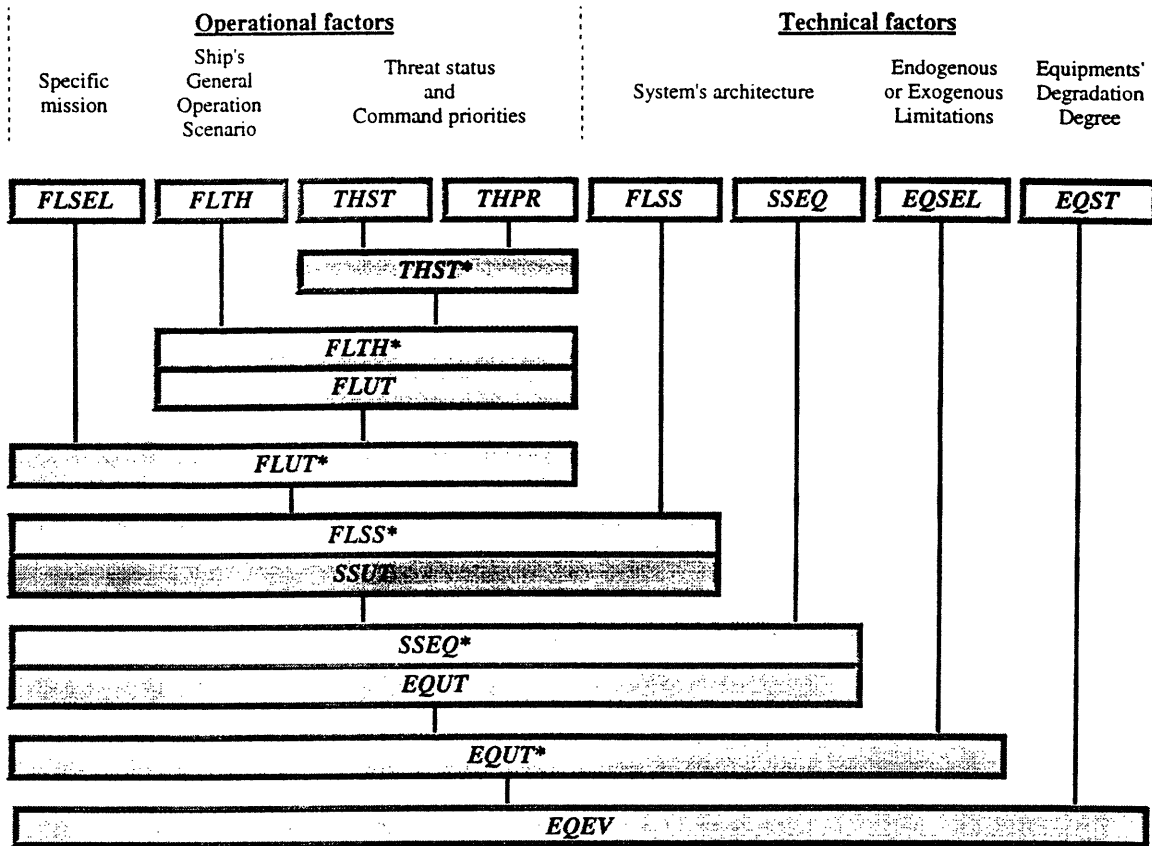 Operational factors
Technical factors
Specific
mission
Ship's
General
Operation
Scenario
Threat status
and
Command priorities
System's architecture
Endogenous
or Exogenous
Limitations
Equipments'
Degradation
Degree
FLSEL
FLTH
THST
THPR
FLSS
SSEQ
EQSEL
EQST
THST*
FLTH*
FLUT
FLUT*
FLSS*
SSUT
SSEQ*
EQUT
EQUT*
EQEV